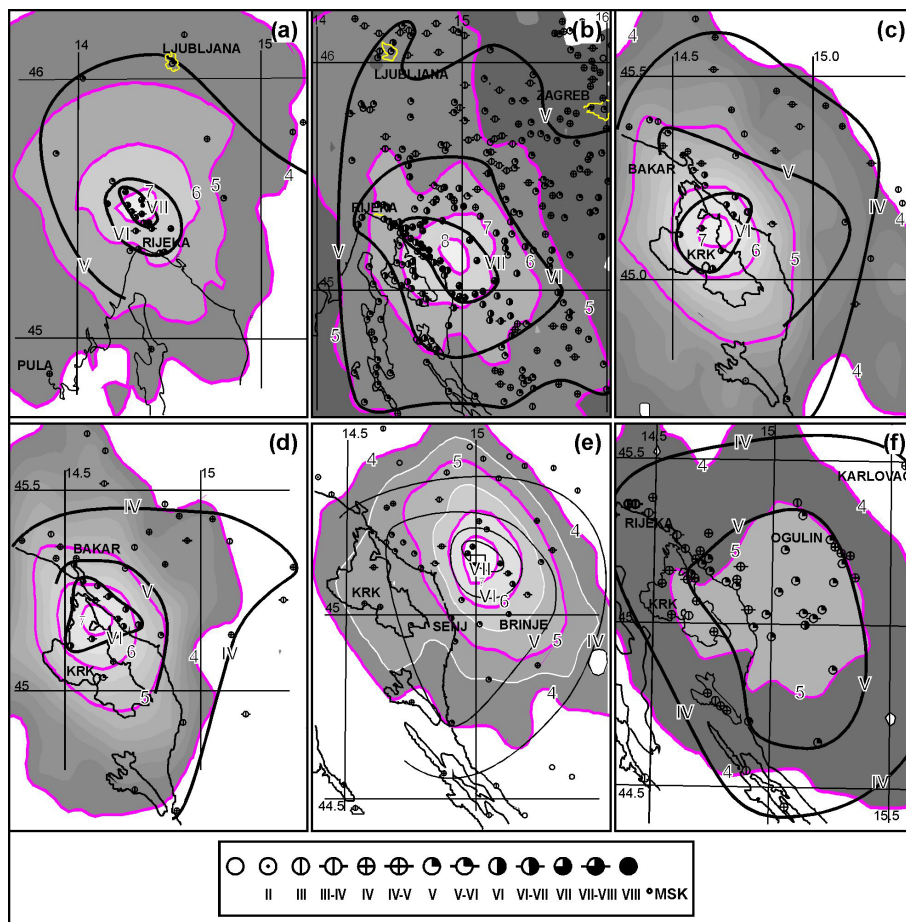 (a)
14
15
LJUBLJANA
46
4
5
6
7
VII
VI
RIJEKA
V
45
PULA
(b)
14
15
16
46
LJUBLJANA
ZAGREB
V
RIJEKA
4
7
8
V
VII
6
VI
45
5
5
(c)
4
14.5
15.0
45.5
BAKAR
V
IV
VI
7
KRK
6
5
45.0
4
(d)
14.5
15
45.5
IV
BAKAR
V
7
VI
6
KRK
4
IV
5
45
(e)
14.5
15
4
5
4
VII
KRK
VI
6
45
SENJ
BRINJE
V
5
IV
4
44.5
(f)
14.5
15
IV
4
KARLOVAC
RIJEKA
V
OGULIN
5
KRK
5
V
IV
4
IV
44.5
15.5
II III III-IV IV IV-V V V-VI VI VI-VII VII VII-VIII VIII °MSK